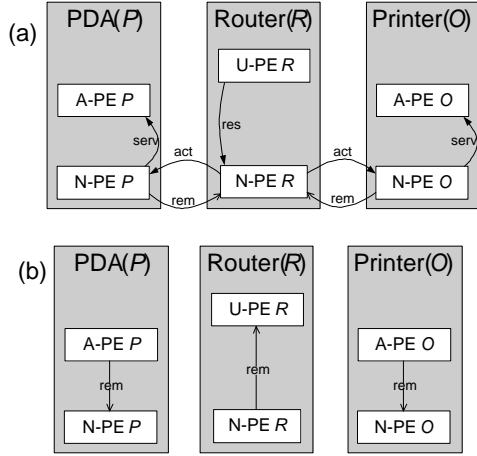 (a)
PDA(P) Router(R) Printer(O)
U-PE R
A-PE P A-PE O
res
serv act act serv
N-PE P N-PE R N-PE O
rem rem
(b)
PDA(P) Router(R) Printer(O)
U-PE R
A-PE P A-PE O
rem rem rem
N-PE P N-PE R N-PE O